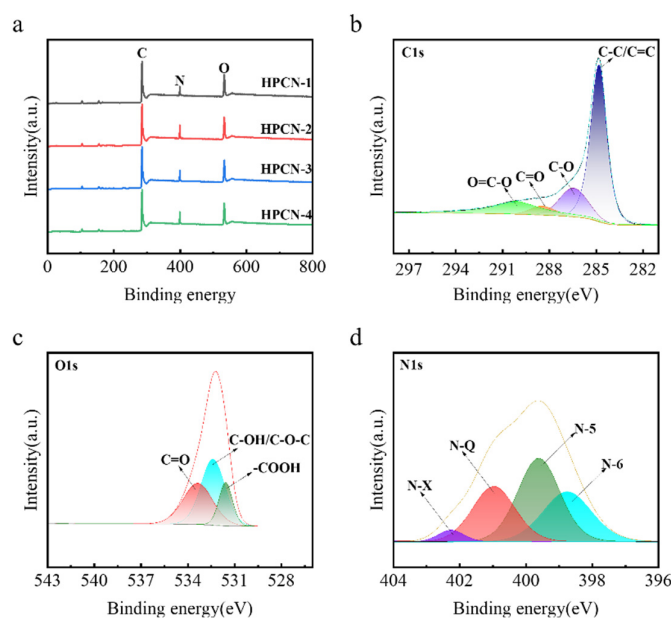 a
C
N
O
HPCN-1
HPCN-2
HPCN-3
HPCN-4
Intensity(a.u.)
0 200 400 600 800
Binding energy
b
C1s
C-C/C=C
C-O
C=O
O=C-O
Intensity(a.u.)
297 294 291 288 285 282
Binding energy(eV)
c
O1s
C=O
C-OH/C-O-C
-COOH
Intensity(a.u.)
543 540 537 534 531 528
Binding energy(eV)
d
N1s
N-X
N-Q
N-5
N-6
Intensity(a.u.)
404 402 400 398 396
Binding energy(eV)